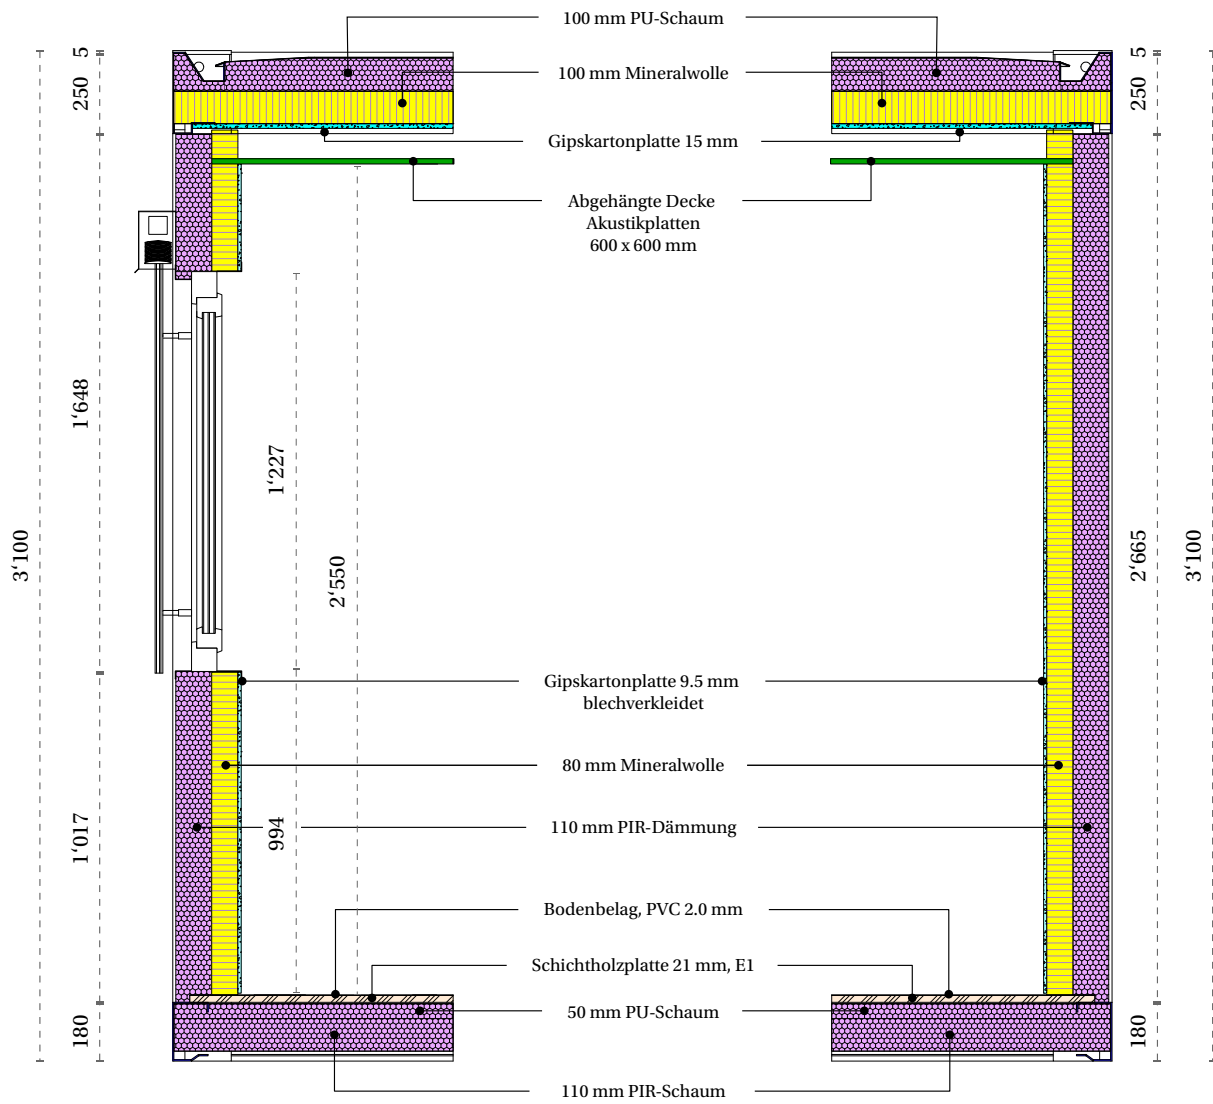 100 mm PU-Schaum
100 mm Mineralwolle
Gipskartonplatte 15 mm
Abgehängte Decke
Akustikplatten
600 x 600 mm
Gipskartonplatte 9.5 mm
blechverkleidet
80 mm Mineralwolle
110 mm PIR-Dämmung
Bodenbelag, PVC 2.0 mm
Schichtholzplatte 21 mm, E1
50 mm PU-Schaum
110 mm PIR-Schaum
3‘100
5
250
1‘648
1‘017
180
1‘227
994
2‘550
5
250
2‘665
180
3‘100